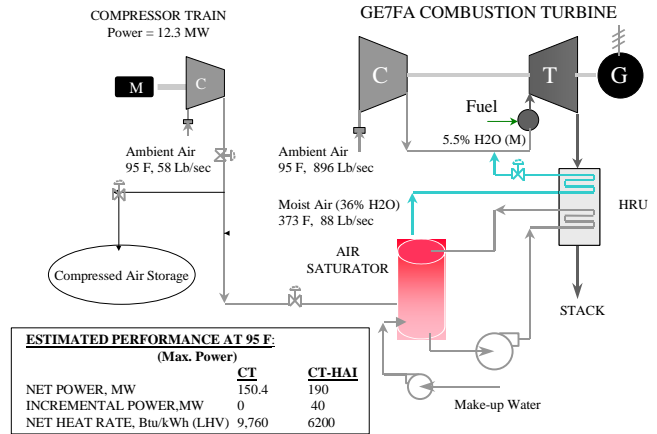 COMPRESSOR TRAIN
Power = 12.3 MW
GE7FA COMBUSTION TURBINE
M
C
C
T
G
Fuel
5.5% H2O (M)
Ambient Air
95 F, 58 Lb/sec
Ambient Air
95 F, 896 Lb/sec
Moist Air (36% H2O)
373 F, 88 Lb/sec
HRU
AIR
SATURATOR
Compressed Air Storage
STACK
Make-up Water
ESTIMATED PERFORMANCE AT 95 F:
(Max. Power)
CT CT-HAI
NET POWER, MW 150.4 190
INCREMENTAL POWER,MW 0 40
NET HEAT RATE, Btu/kWh (LHV) 9,760 6200